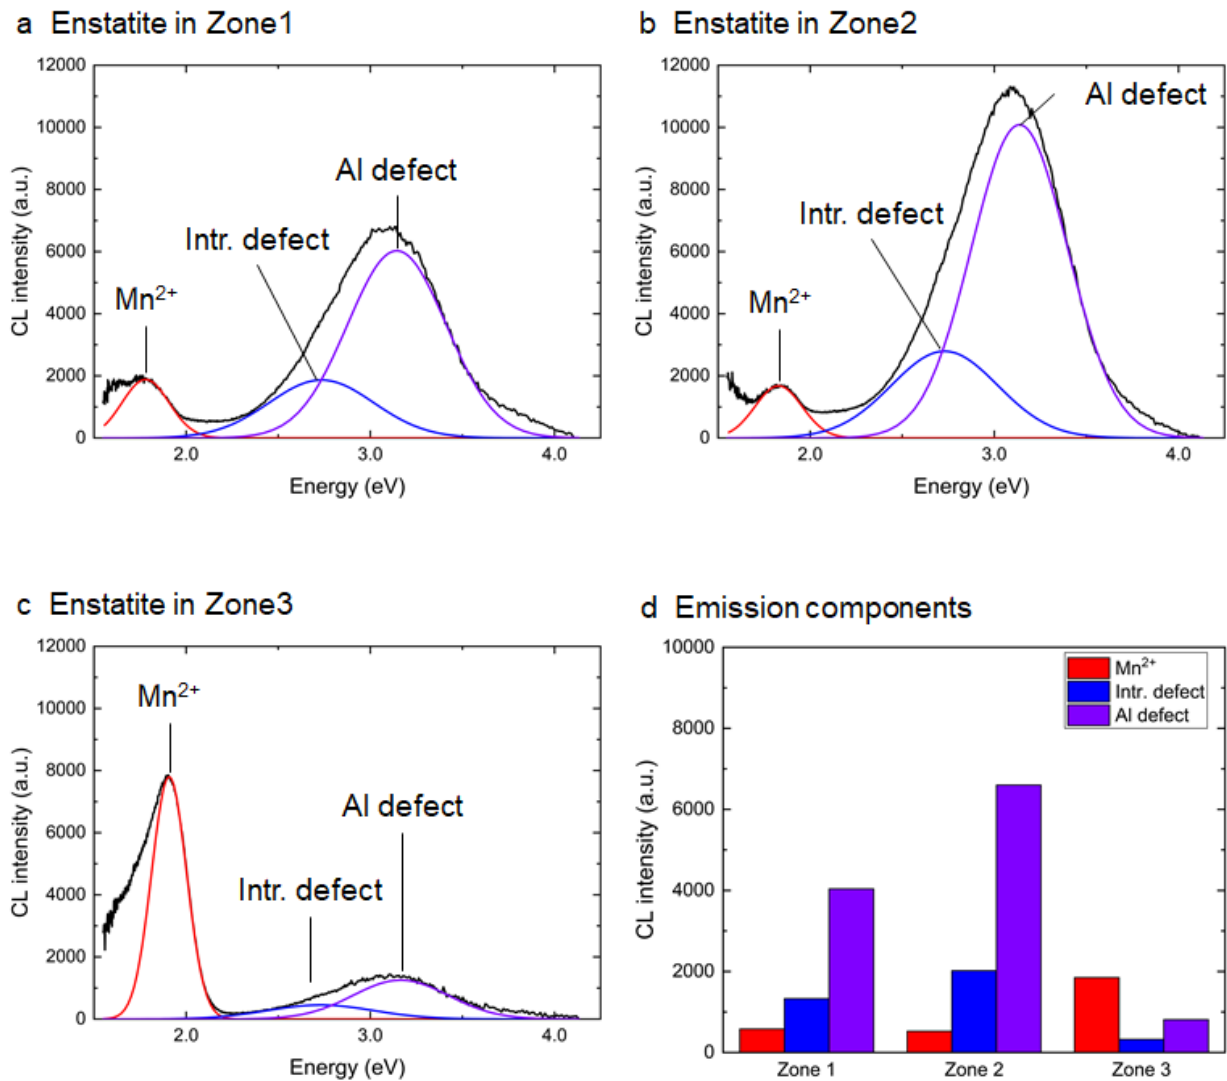 a Enstatite in Zone1
12000
10000
8000
6000
4000
2000
0
CL intensity (a.u.)
Al defect
Intr. defect
Mn²⁺
2.0 3.0 4.0
Energy (eV)
b Enstatite in Zone2
12000
10000
8000
6000
4000
2000
0
CL intensity (a.u.)
Al defect
Intr. defect
Mn²⁺
2.0 3.0 4.0
Energy (eV)
c Enstatite in Zone3
12000
10000
8000
6000
4000
2000
0
CL intensity (a.u.)
Mn²⁺
Al defect
Intr. defect
2.0 3.0 4.0
Energy (eV)
d Emission components
10000
8000
6000
4000
2000
0
CL intensity (a.u.)
Mn²⁺
Intr. defect
Al defect
Zone 1 Zone 2 Zone 3